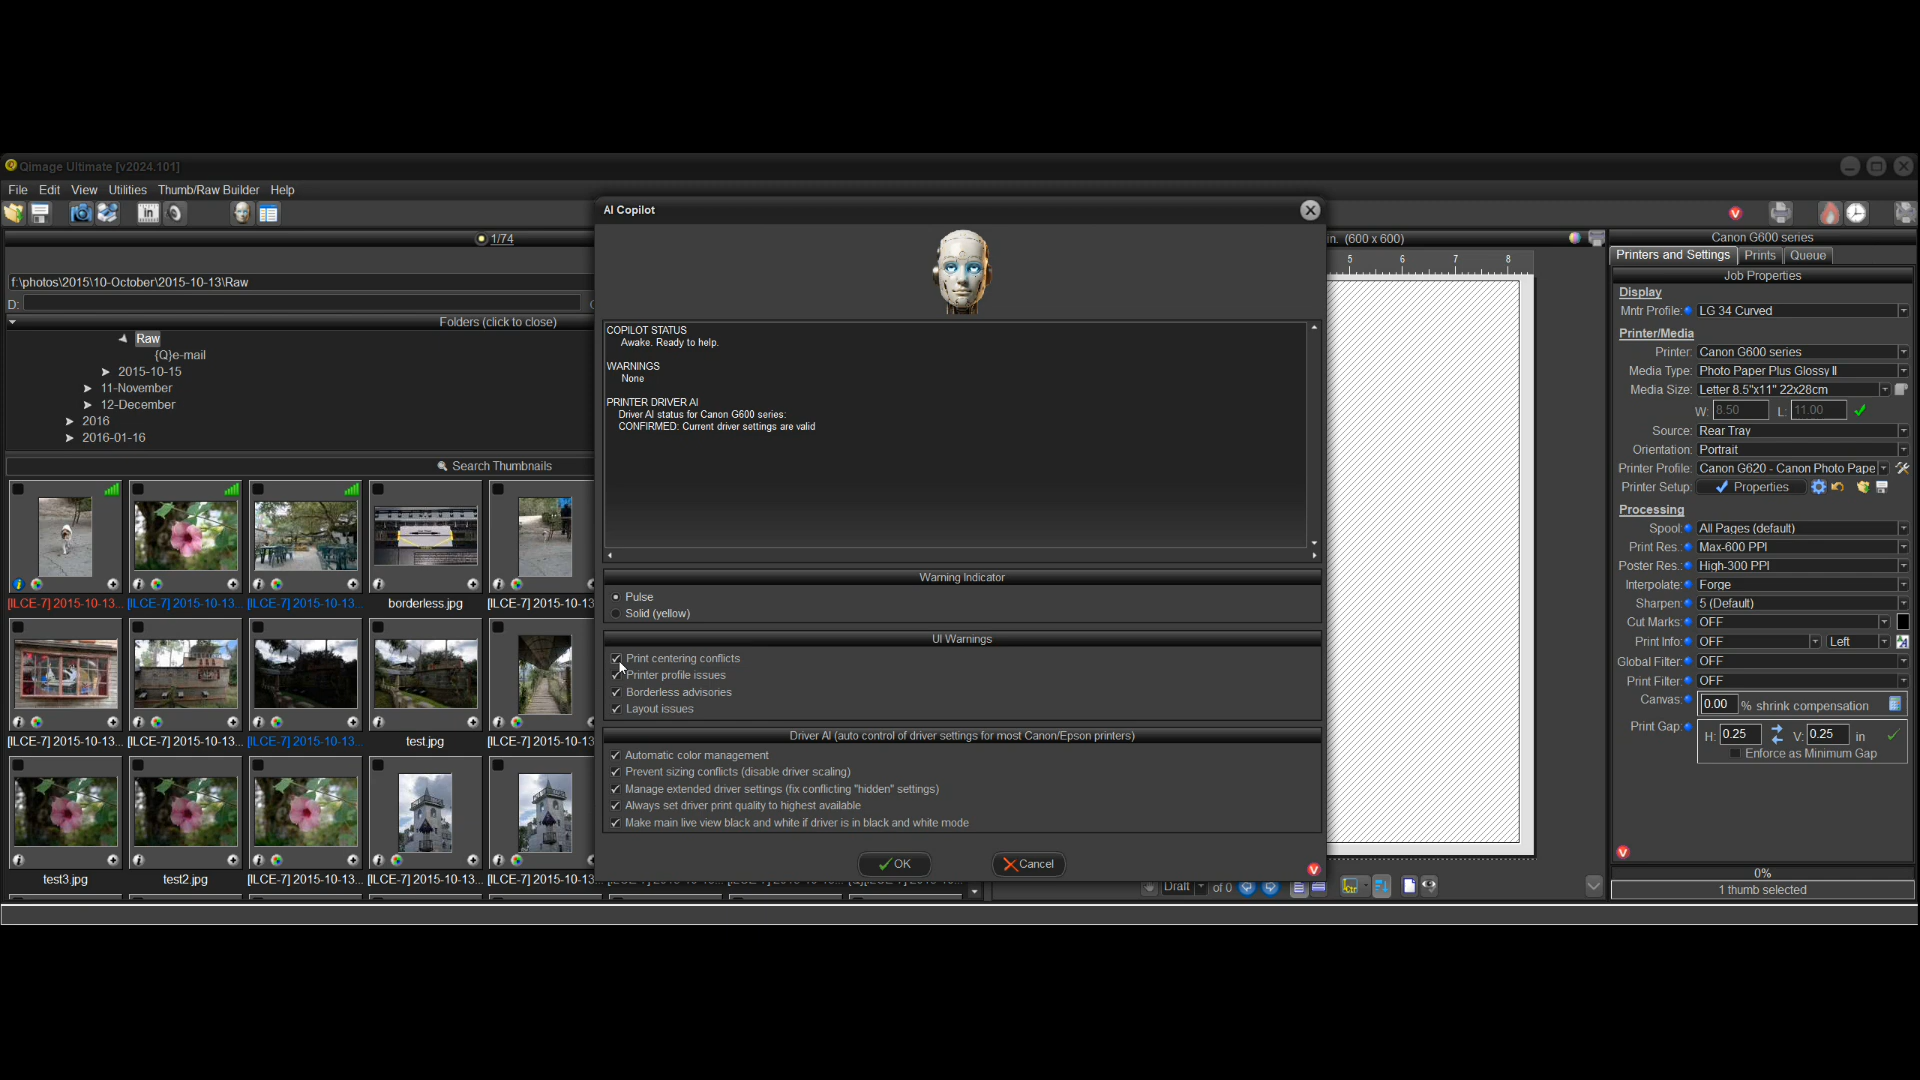 Qimage Ultimate [v2024.101]
File Edit View Utilities Thumb/Raw Builder Help
in
1/74
f:\photos\2015\10-October\2015-10-13\Raw
D:
Folders (click to close)
Raw
{Q}e-mail
2015-10-15
11-November
12-December
2016
2016-01-16
Search Thumbnails
[ILCE-7] 2015-10-13... [ILCE-7] 2015-10-13... [ILCE-7] 2015-10-13... borderless.jpg [ILCE-7] 2015-10-13
[ILCE-7] 2015-10-13... [ILCE-7] 2015-10-13... [ILCE-7] 2015-10-13... test.jpg [ILCE-7] 2015-10-13
test3.jpg test2.jpg [ILCE-7] 2015-10-13... [ILCE-7] 2015-10-13... [ILCE-7] 2015-10-13...
AI Copilot
COPILOT STATUS
Awake. Ready to help.
WARNINGS
None
PRINTER DRIVER AI
Driver AI status for Canon G600 series:
CONFIRMED: Current driver settings are valid
Warning Indicator
Pulse
Solid (yellow)
UI Warnings
Print centering conflicts
Printer profile issues
Borderless advisories
Layout issues
Driver AI (auto control of driver settings for most Canon/Epson printers)
Automatic color management
Prevent sizing conflicts (disable driver scaling)
Manage extended driver settings (fix conflicting "hidden" settings)
Always set driver print quality to highest available
Make main live view black and white if driver is in black and white mode
OK Cancel
in. (600 x 600)
5 6 7 8
Draft of 0
Canon G600 series
Printers and Settings Prints Queue
Job Properties
Display
Mntr Profile: LG 34 Curved
Printer/Media
Printer: Canon G600 series
Media Type: Photo Paper Plus Glossy II
Media Size: Letter 8.5"x11" 22x28cm
W: 8.50 L: 11.00
Source: Rear Tray
Orientation: Portrait
Printer Profile: Canon G620 - Canon Photo Pape
Printer Setup: Properties
Processing
Spool: All Pages (default)
Print Res.: Max-600 PPI
Poster Res.: High-300 PPI
Interpolate: Forge
Sharpen: 5 (Default)
Cut Marks: OFF
Print Info: OFF Left
Global Filter: OFF
Print Filter: OFF
Canvas: 0.00 % shrink compensation
Print Gap: H: 0.25 V: 0.25 in
Enforce as Minimum Gap
0%
1 thumb selected